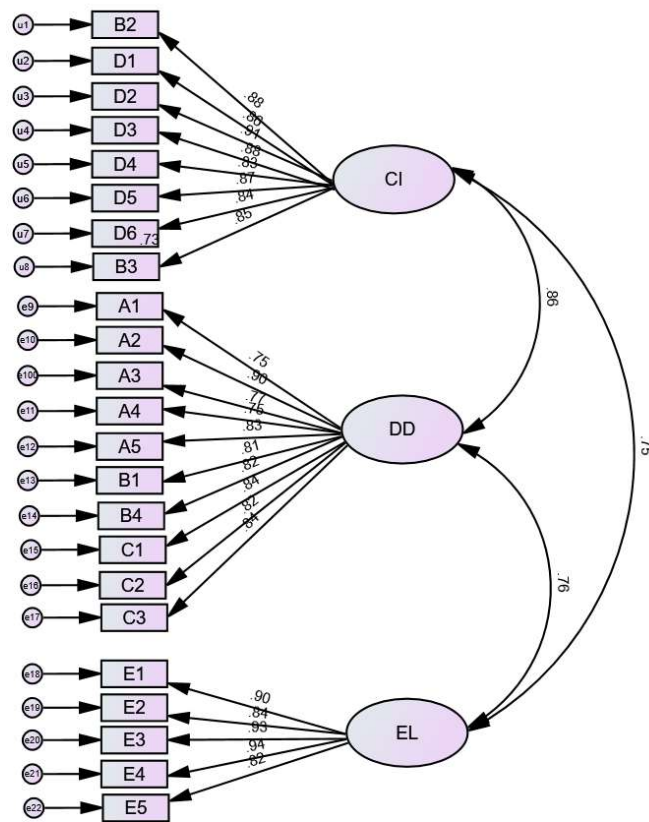 u1 B2
u2 D1
.88
u3 D2
u4 D3
.91
.88
u5 D4
.83
CI
.87
u6 D5
.84
u7 D6 .73
.85
u8 B3
.86
e9 A1
e10 A2
.75
e100 A3
.90
.77
e11 A4
.75
.83
DD
.75
e12 A5
.81
e13 B1
.82
.84
e14 B4
.82
.84
e15 C1
e16 C2
.76
e17 C3
e18 E1
.90
e19 E2
.84
.93
e20 E3
EL
.94
e21 E4
.82
e22 E5